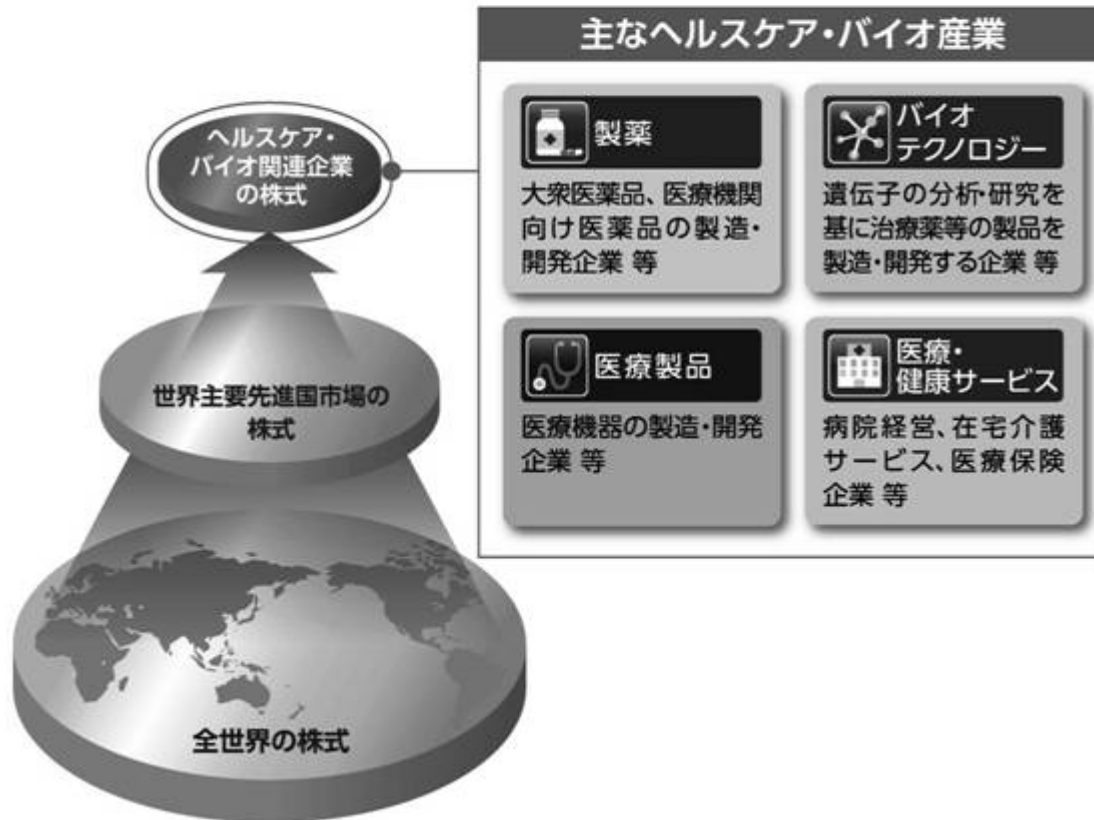 主なヘルスケア・バイオ産業
製薬
大衆医薬品、医療機関
向け医薬品の製造・
開発企業 等
バイオ
テクノロジー
遺伝子の分析・研究を
基に治療薬等の製品を
製造・開発する企業 等
医療製品
医療機器の製造・開発
企業 等
医療・
健康サービス
病院経営、在宅介護
サービス、医療保険
企業 等
ヘルスケア・
バイオ関連企業
の株式
世界主要先進国市場の
株式
全世界の株式